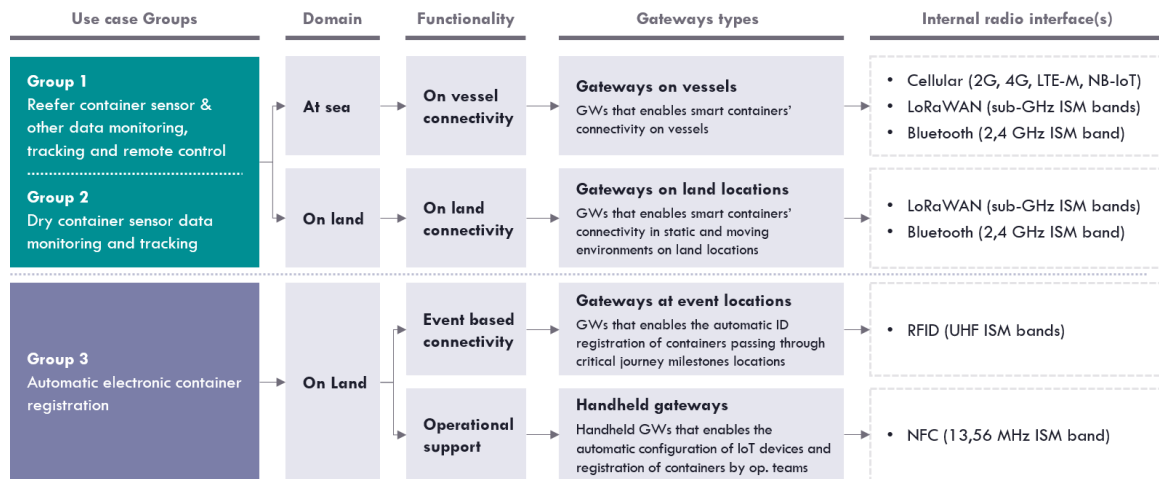 Use case Groups
Domain
Functionality
Gateways types
Internal radio interface(s)
Group 1
Reefer container sensor &
other data monitoring,
tracking and remote control
Group 2
Dry container sensor data
monitoring and tracking
At sea
On vessel
connectivity
Gateways on vessels
GWs that enables smart containers’
connectivity on vessels
• Cellular (2G, 4G, LTE-M, NB-IoT)
• LoRaWAN (sub-GHz ISM bands)
• Bluetooth (2,4 GHz ISM band)
On land
On land
connectivity
Gateways on land locations
GWs that enables smart containers’
connectivity in static and moving
environments on land locations
• LoRaWAN (sub-GHz ISM bands)
• Bluetooth (2,4 GHz ISM band)
Group 3
Automatic electronic container
registration
On Land
Event based
connectivity
Gateways at event locations
GWs that enables the automatic ID
registration of containers passing through
critical journey milestones locations
• RFID (UHF ISM bands)
Operational
support
Handheld gateways
Handheld GWs that enables the
automatic configuration of IoT devices and
registration of containers by op. teams
• NFC (13,56 MHz ISM band)